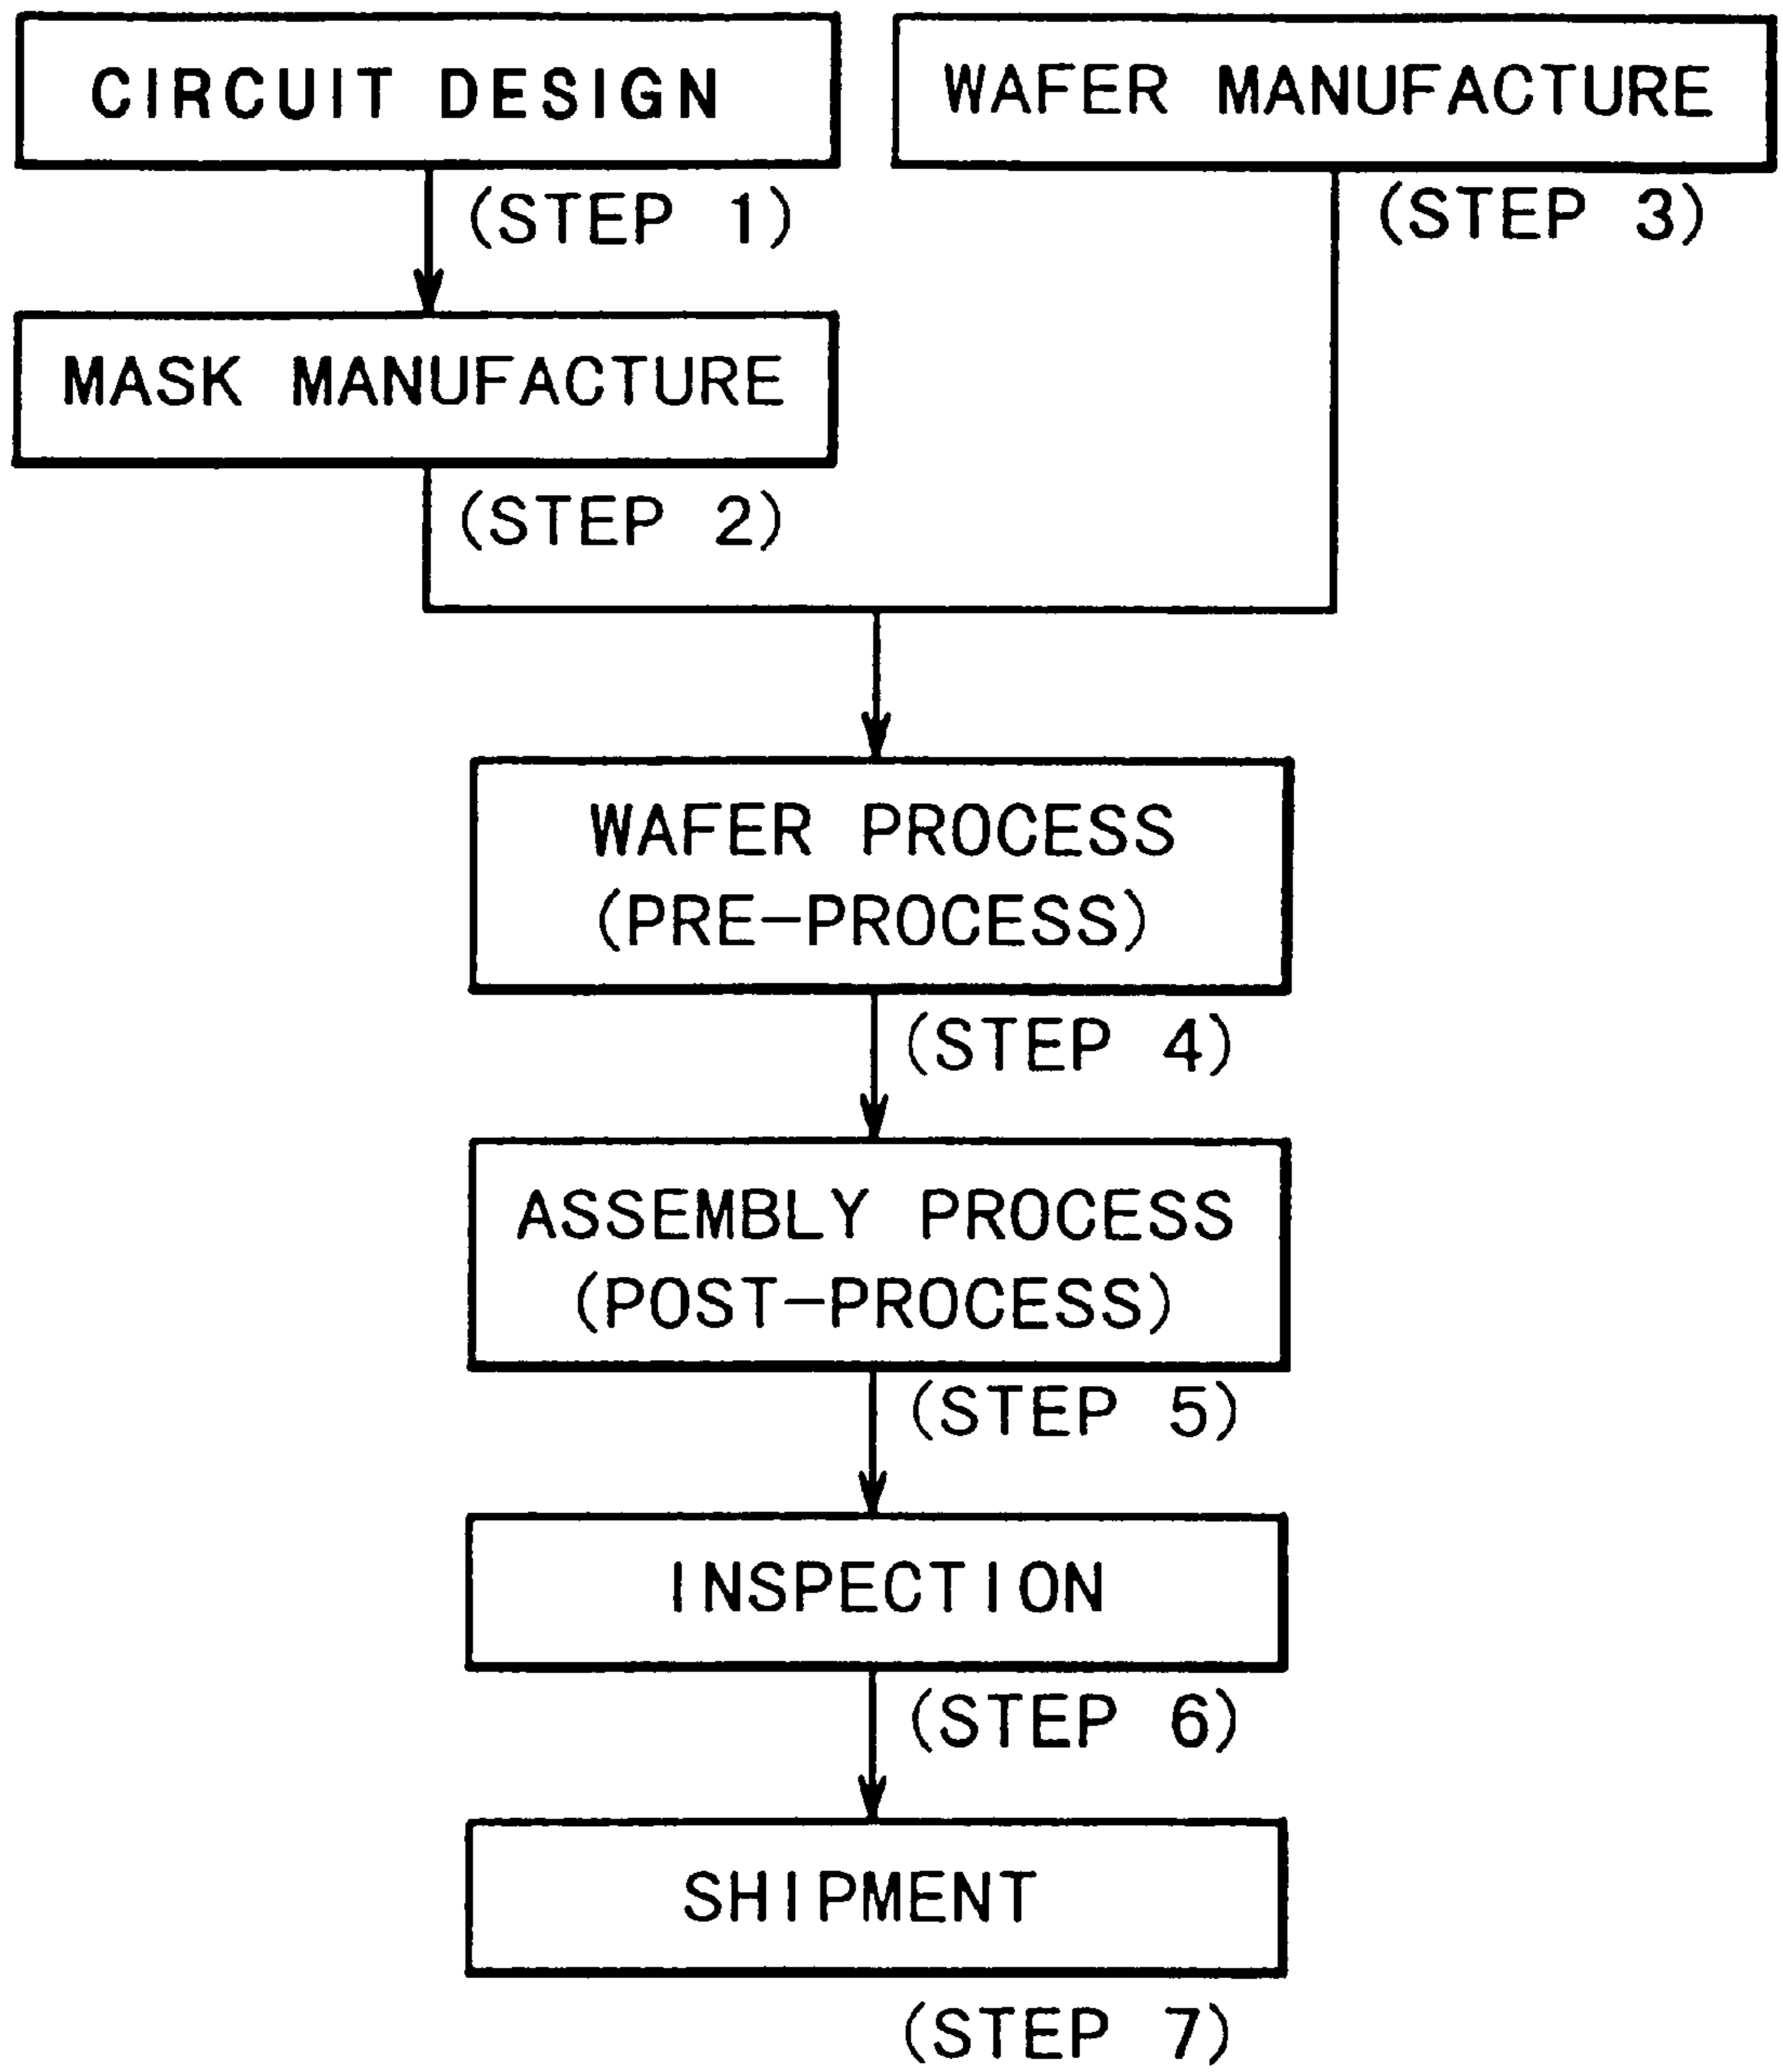 CIRCUIT DESIGN
WAFER MANUFACTURE
(STEP 1)
(STEP 3)
MASK MANUFACTURE
(STEP 2)
WAFER PROCESS
(PRE-PROCESS)
(STEP 4)
ASSEMBLY PROCESS
(POST-PROCESS)
(STEP 5)
INSPECTION
(STEP 6)
SHIPMENT
(STEP 7)